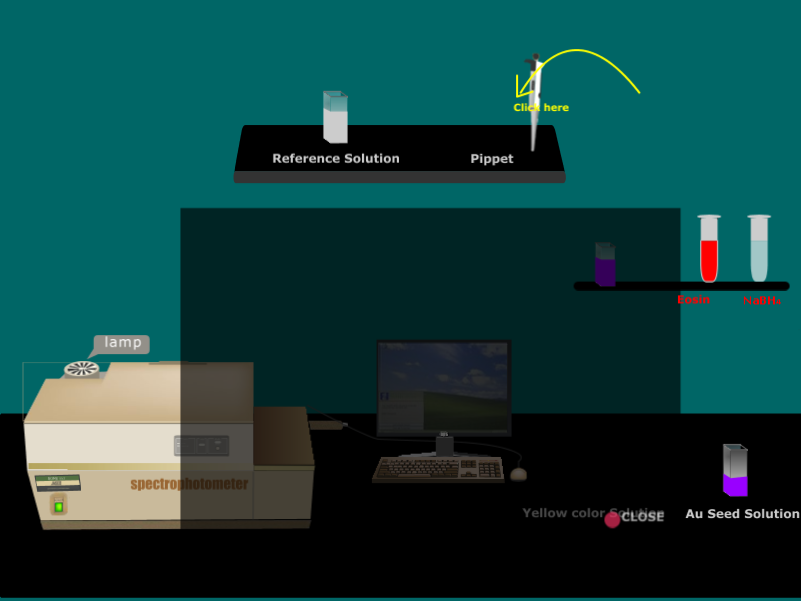 Click here
Reference Solution
Pippet
Eosin
NaBH₄
lamp
spectrophotometer
Yellow color Solution
CLOSE
Au Seed Solution